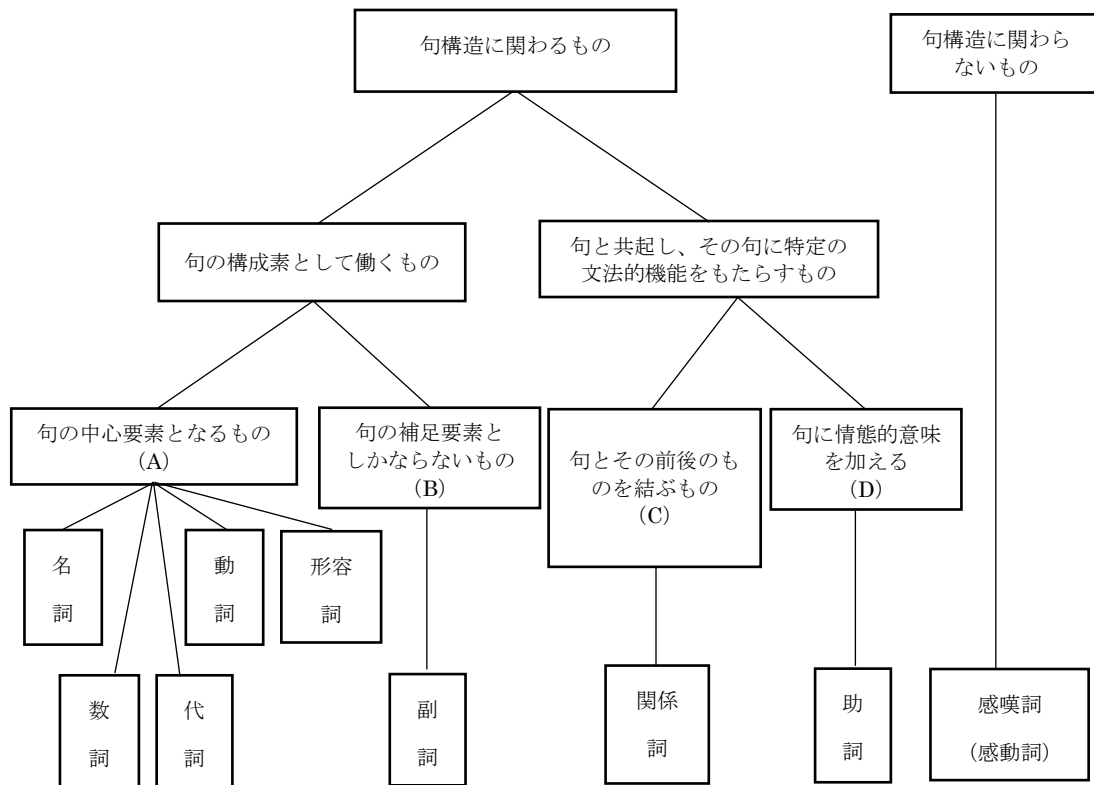 句構造に関わるもの
句構造に関わら
ないもの
句の構成素として働くもの
句と共起し、その句に特定の
文法的機能をもたらすもの
句の中心要素となるもの
（A）
句の補足要素と
しかならないもの
（B）
句とその前後のも
のを結ぶもの
（C）
句に情態的意味
を加える
（D）
名
詞
動
詞
形容
詞
数
詞
代
詞
副
詞
関係
詞
助
詞
感嘆詞
（感動詞）